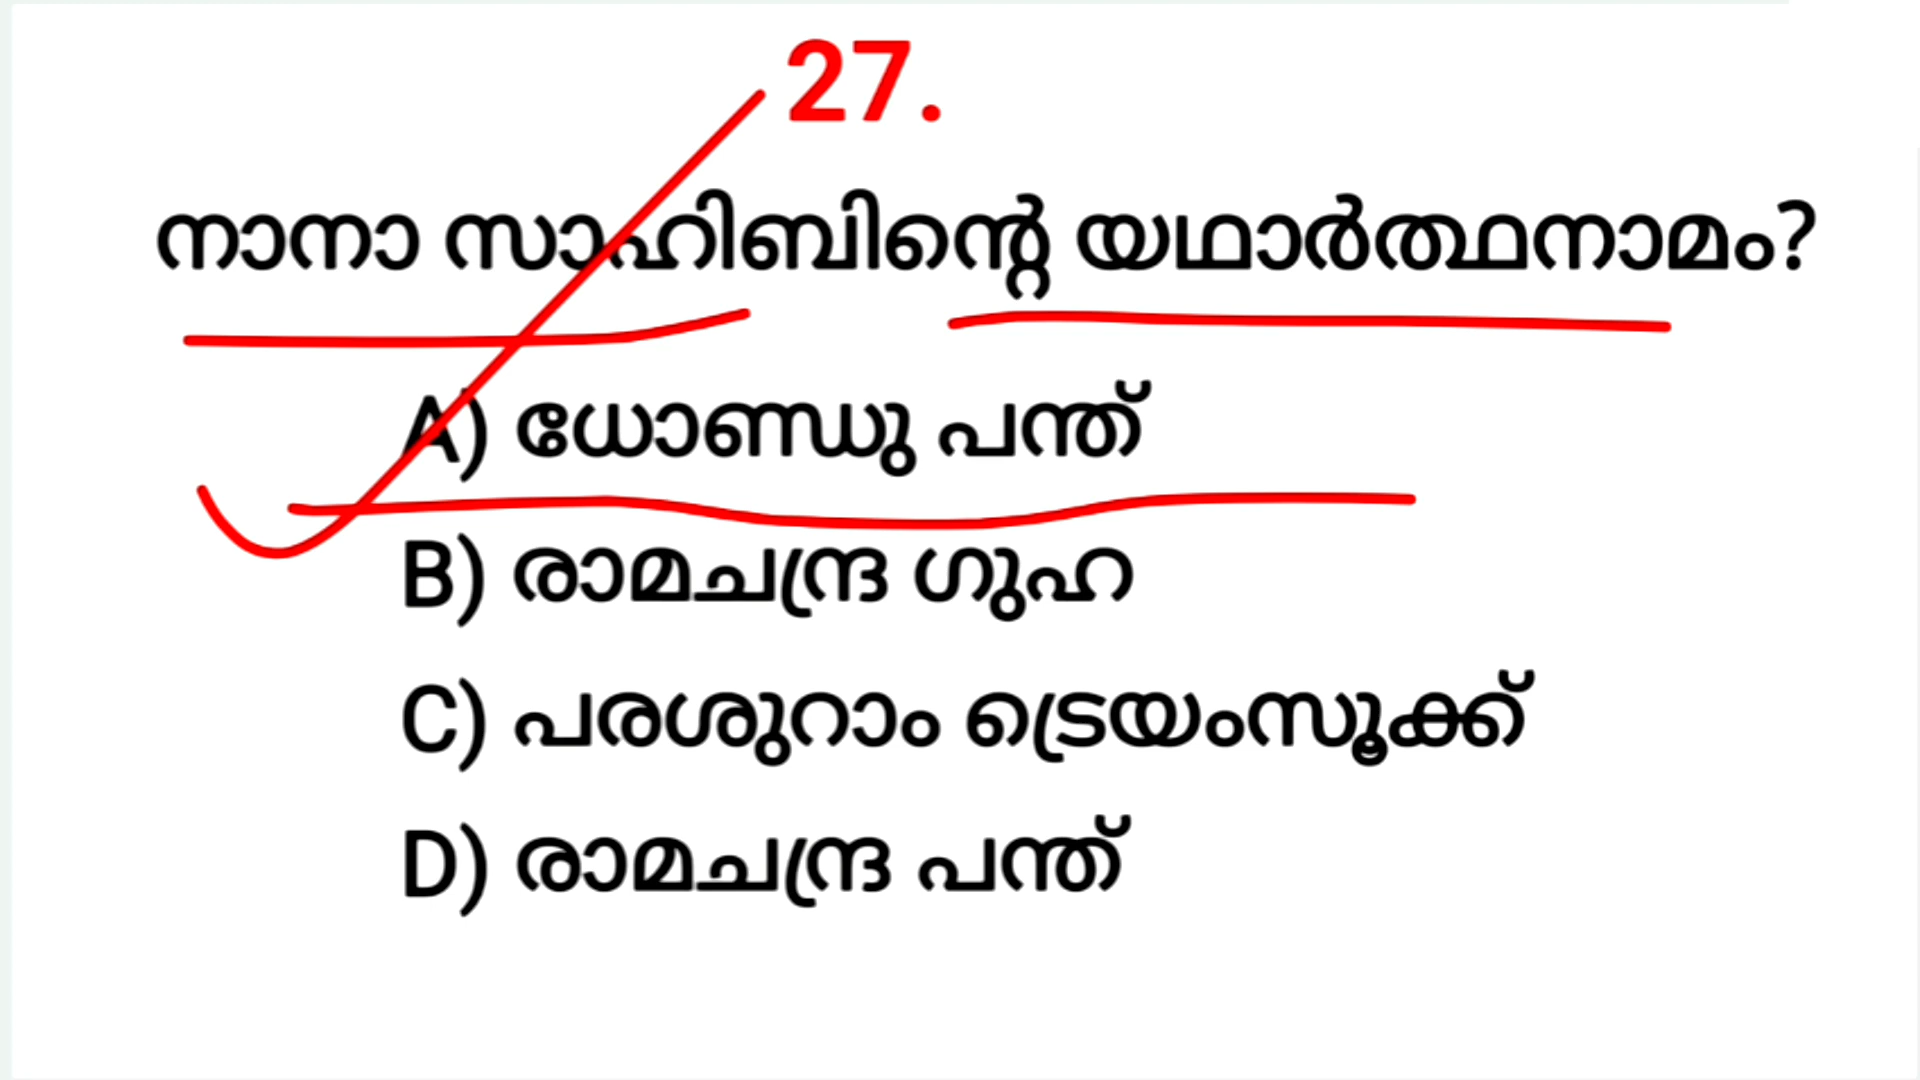 27.
നാനാ സാഹിബിന്റെ യഥാർത്ഥനാമം?
A) ധോണ്ഡു പന്ത്
B) രാമചന്ദ്ര ഗുഹ
C) പരശുറാം ട്രെയംസൂക്ക്
D) രാമചന്ദ്ര പന്ത്